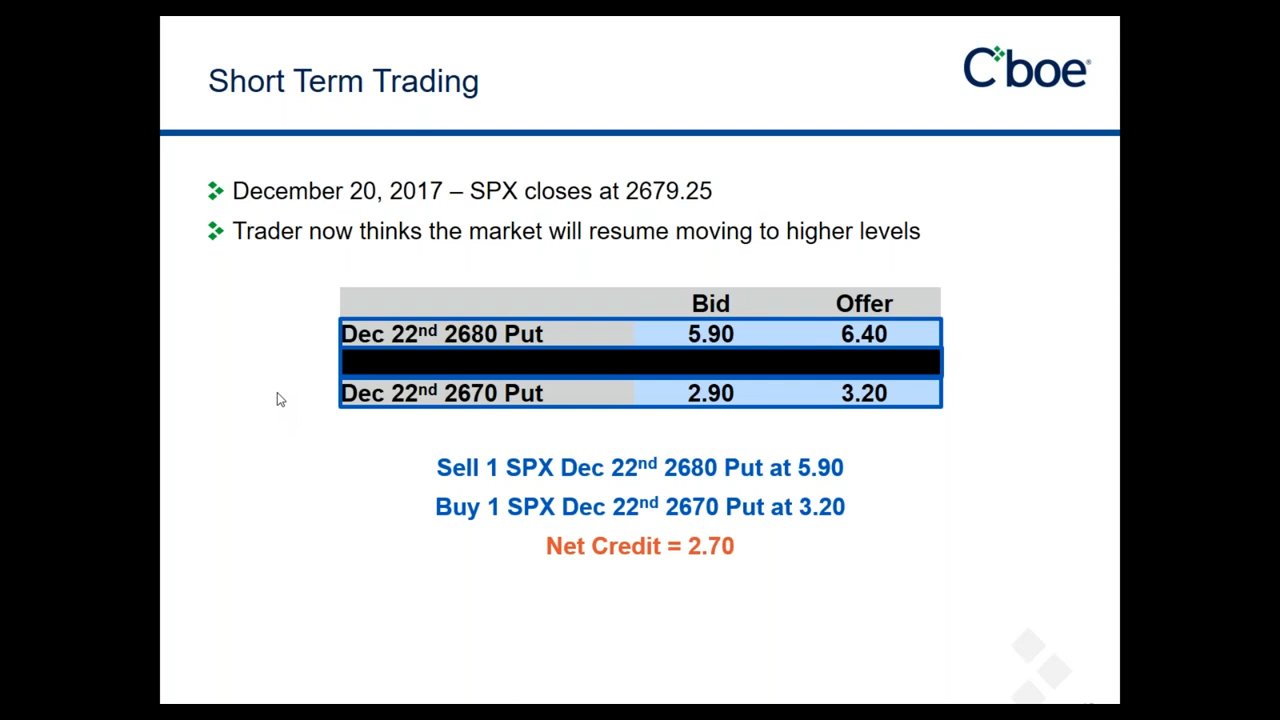 Short Term Trading
Cboe®
December 20, 2017 – SPX closes at 2679.25
Trader now thinks the market will resume moving to higher levels
Bid Offer
Dec 22nd 2680 Put 5.90 6.40
Dec 22nd 2670 Put 2.90 3.20
Sell 1 SPX Dec 22nd 2680 Put at 5.90
Buy 1 SPX Dec 22nd 2670 Put at 3.20
Net Credit = 2.70